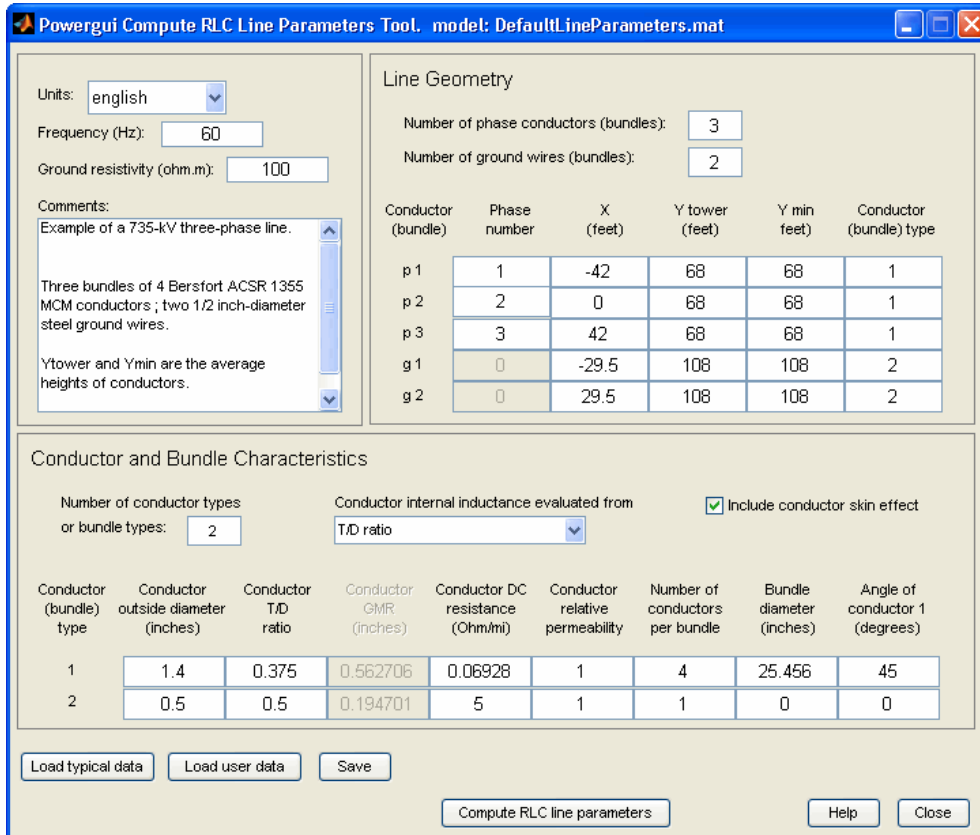 Powergui Compute RLC Line Parameters Tool. model: DefaultLineParameters.mat
Units: english
Frequency (Hz): 60
Ground resistivity (ohm.m): 100
Comments:
Example of a 735-kV three-phase line.
Three bundles of 4 Bersfort ACSR 1355
MCM conductors ; two 1/2 inch-diameter
steel ground wires.
Ytower and Ymin are the average
heights of conductors.
Line Geometry
Number of phase conductors (bundles): 3
Number of ground wires (bundles): 2
Conductor Phase X Y tower Y min Conductor
(bundle) number (feet) (feet) feet) (bundle) type
p 1 1 -42 68 68 1
p 2 2 0 68 68 1
p 3 3 42 68 68 1
g 1 0 -29.5 108 108 2
g 2 0 29.5 108 108 2
Conductor and Bundle Characteristics
Number of conductor types
or bundle types: 2
Conductor internal inductance evaluated from
T/D ratio
Include conductor skin effect
Conductor Conductor Conductor Conductor Conductor DC Conductor Number of Bundle Angle of
(bundle) outside diameter T/D GMR resistance relative conductors diameter conductor 1
type (inches) ratio (inches) (Ohm/mi) permeability per bundle (inches) (degrees)
1 1.4 0.375 0.562706 0.06928 1 4 25.456 45
2 0.5 0.5 0.194701 5 1 1 0 0
Load typical data Load user data Save
Compute RLC line parameters Help Close